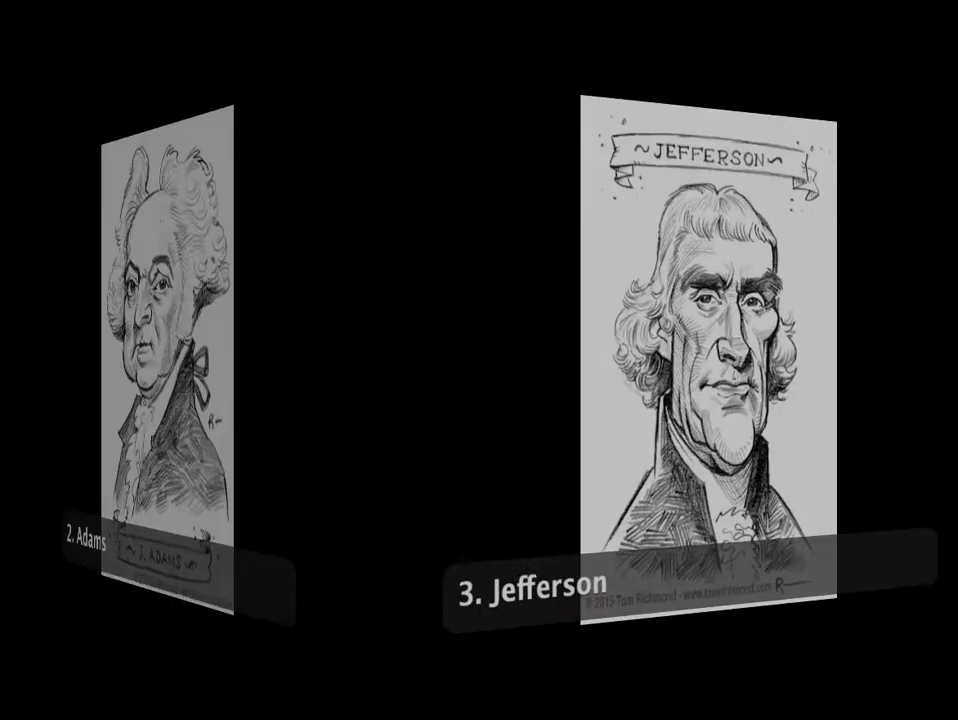 ~JEFFERSON~
R-
2. Adams
~ J. ADAMS ~
3. Jefferson
R
© 2015 Tom Richmond - www.tomrichmond.com